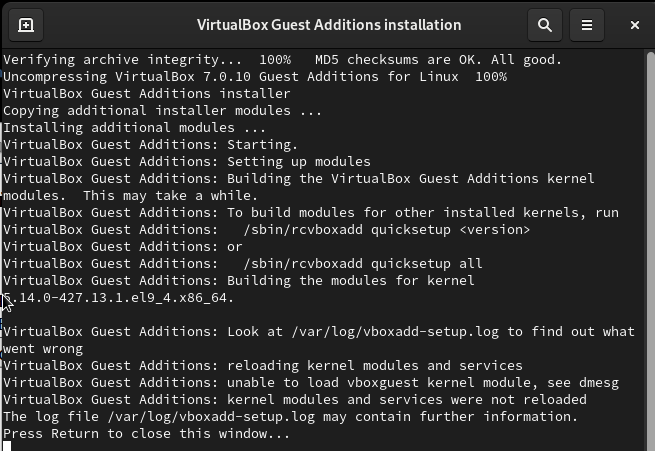 VirtualBox Guest Additions installation
Verifying archive integrity...  100%   MD5 checksums are OK. All good.
Uncompressing VirtualBox 7.0.10 Guest Additions for Linux  100%
VirtualBox Guest Additions installer
Copying additional installer modules ...
Installing additional modules ...
VirtualBox Guest Additions: Starting.
VirtualBox Guest Additions: Setting up modules
VirtualBox Guest Additions: Building the VirtualBox Guest Additions kernel
modules.  This may take a while.
VirtualBox Guest Additions: To build modules for other installed kernels, run
VirtualBox Guest Additions:   /sbin/rcvboxadd quicksetup <version>
VirtualBox Guest Additions: or
VirtualBox Guest Additions:   /sbin/rcvboxadd quicksetup all
VirtualBox Guest Additions: Building the modules for kernel
5.14.0-427.13.1.el9_4.x86_64.
VirtualBox Guest Additions: Look at /var/log/vboxadd-setup.log to find out what
went wrong
VirtualBox Guest Additions: reloading kernel modules and services
VirtualBox Guest Additions: unable to load vboxguest kernel module, see dmesg
VirtualBox Guest Additions: kernel modules and services were not reloaded
The log file /var/log/vboxadd-setup.log may contain further information.
Press Return to close this window...